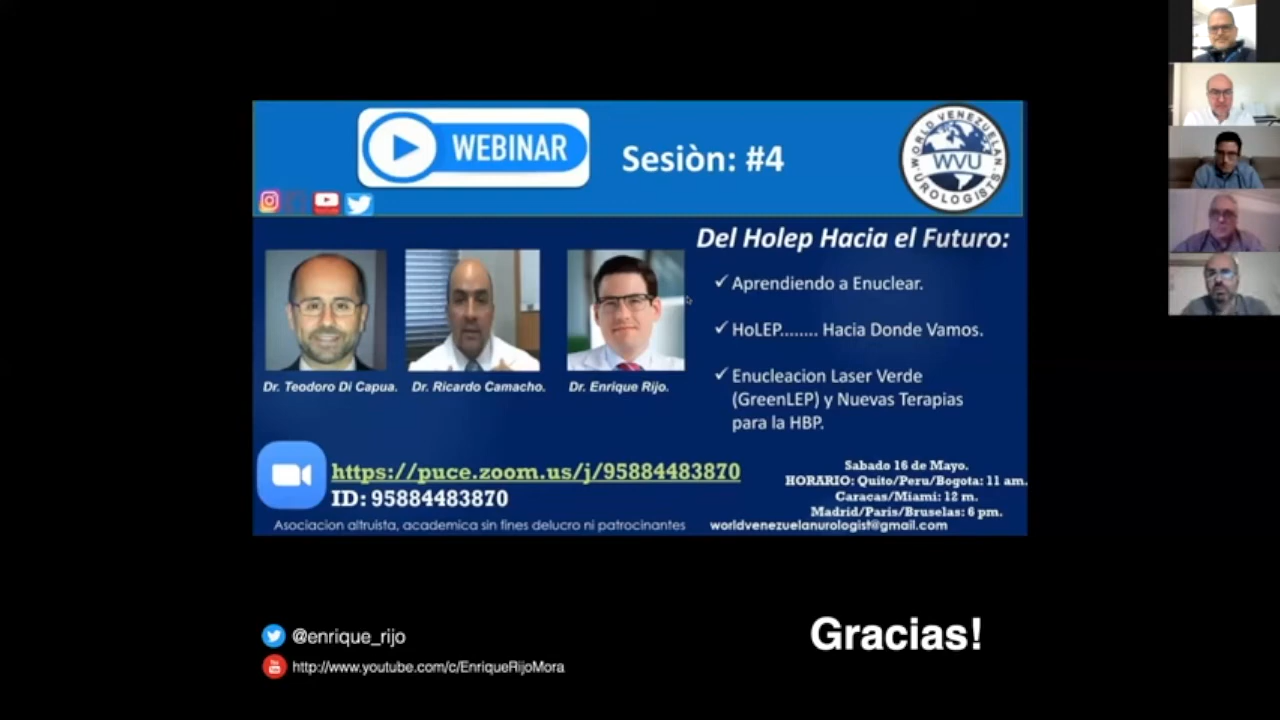 WEBINAR
Sesiòn: #4
WORLD VENEZUELAN
WVU
UROLOGISTS
Del Holep Hacia el Futuro:
✓Aprendiendo a Enuclear.
✓HoLEP........ Hacia Donde Vamos.
✓Enucleacion Laser Verde
(GreenLEP) y Nuevas Terapias
para la HBP.
Dr. Teodoro Di Capua.
Dr. Ricardo Camacho.
Dr. Enrique Rijo.
https://puce.zoom.us/j/95884483870
ID: 95884483870
Sabado 16 de Mayo.
HORARIO: Quito/Peru/Bogota: 11 am.
Caracas/Miami: 12 m.
Madrid/Paris/Bruselas: 6 pm.
Asociacion altruista, academica sin fines delucro ni patrocinantes
worldvenezuelanurologist@gmail.com
@enrique_rijo
http://www.youtube.com/c/EnriqueRijoMora
Gracias!